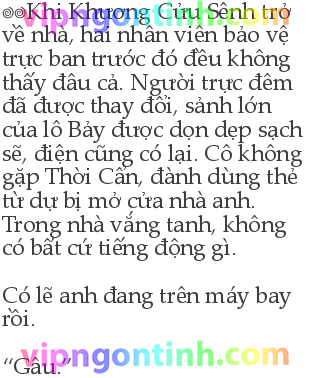 ๏๏Khi Khương Cửu Sênh trở
về nhà, hai nhân viên bảo vệ
trực ban trước đó đều không
thấy đâu cả. Người trực đêm
đã được thay đổi, sảnh lớn
của lô Bảy được dọn dẹp sạch
sẽ, điện cũng có lại. Cô không
gặp Thời Cẩn, đành dùng thẻ
từ dự bị mở cửa nhà anh.
Trong nhà vắng tanh, không
có bất cứ tiếng động gì.
Có lẽ anh đang trên máy bay
rồi.
“Gâu.”
vipngontinh.com
vipngontinh.com